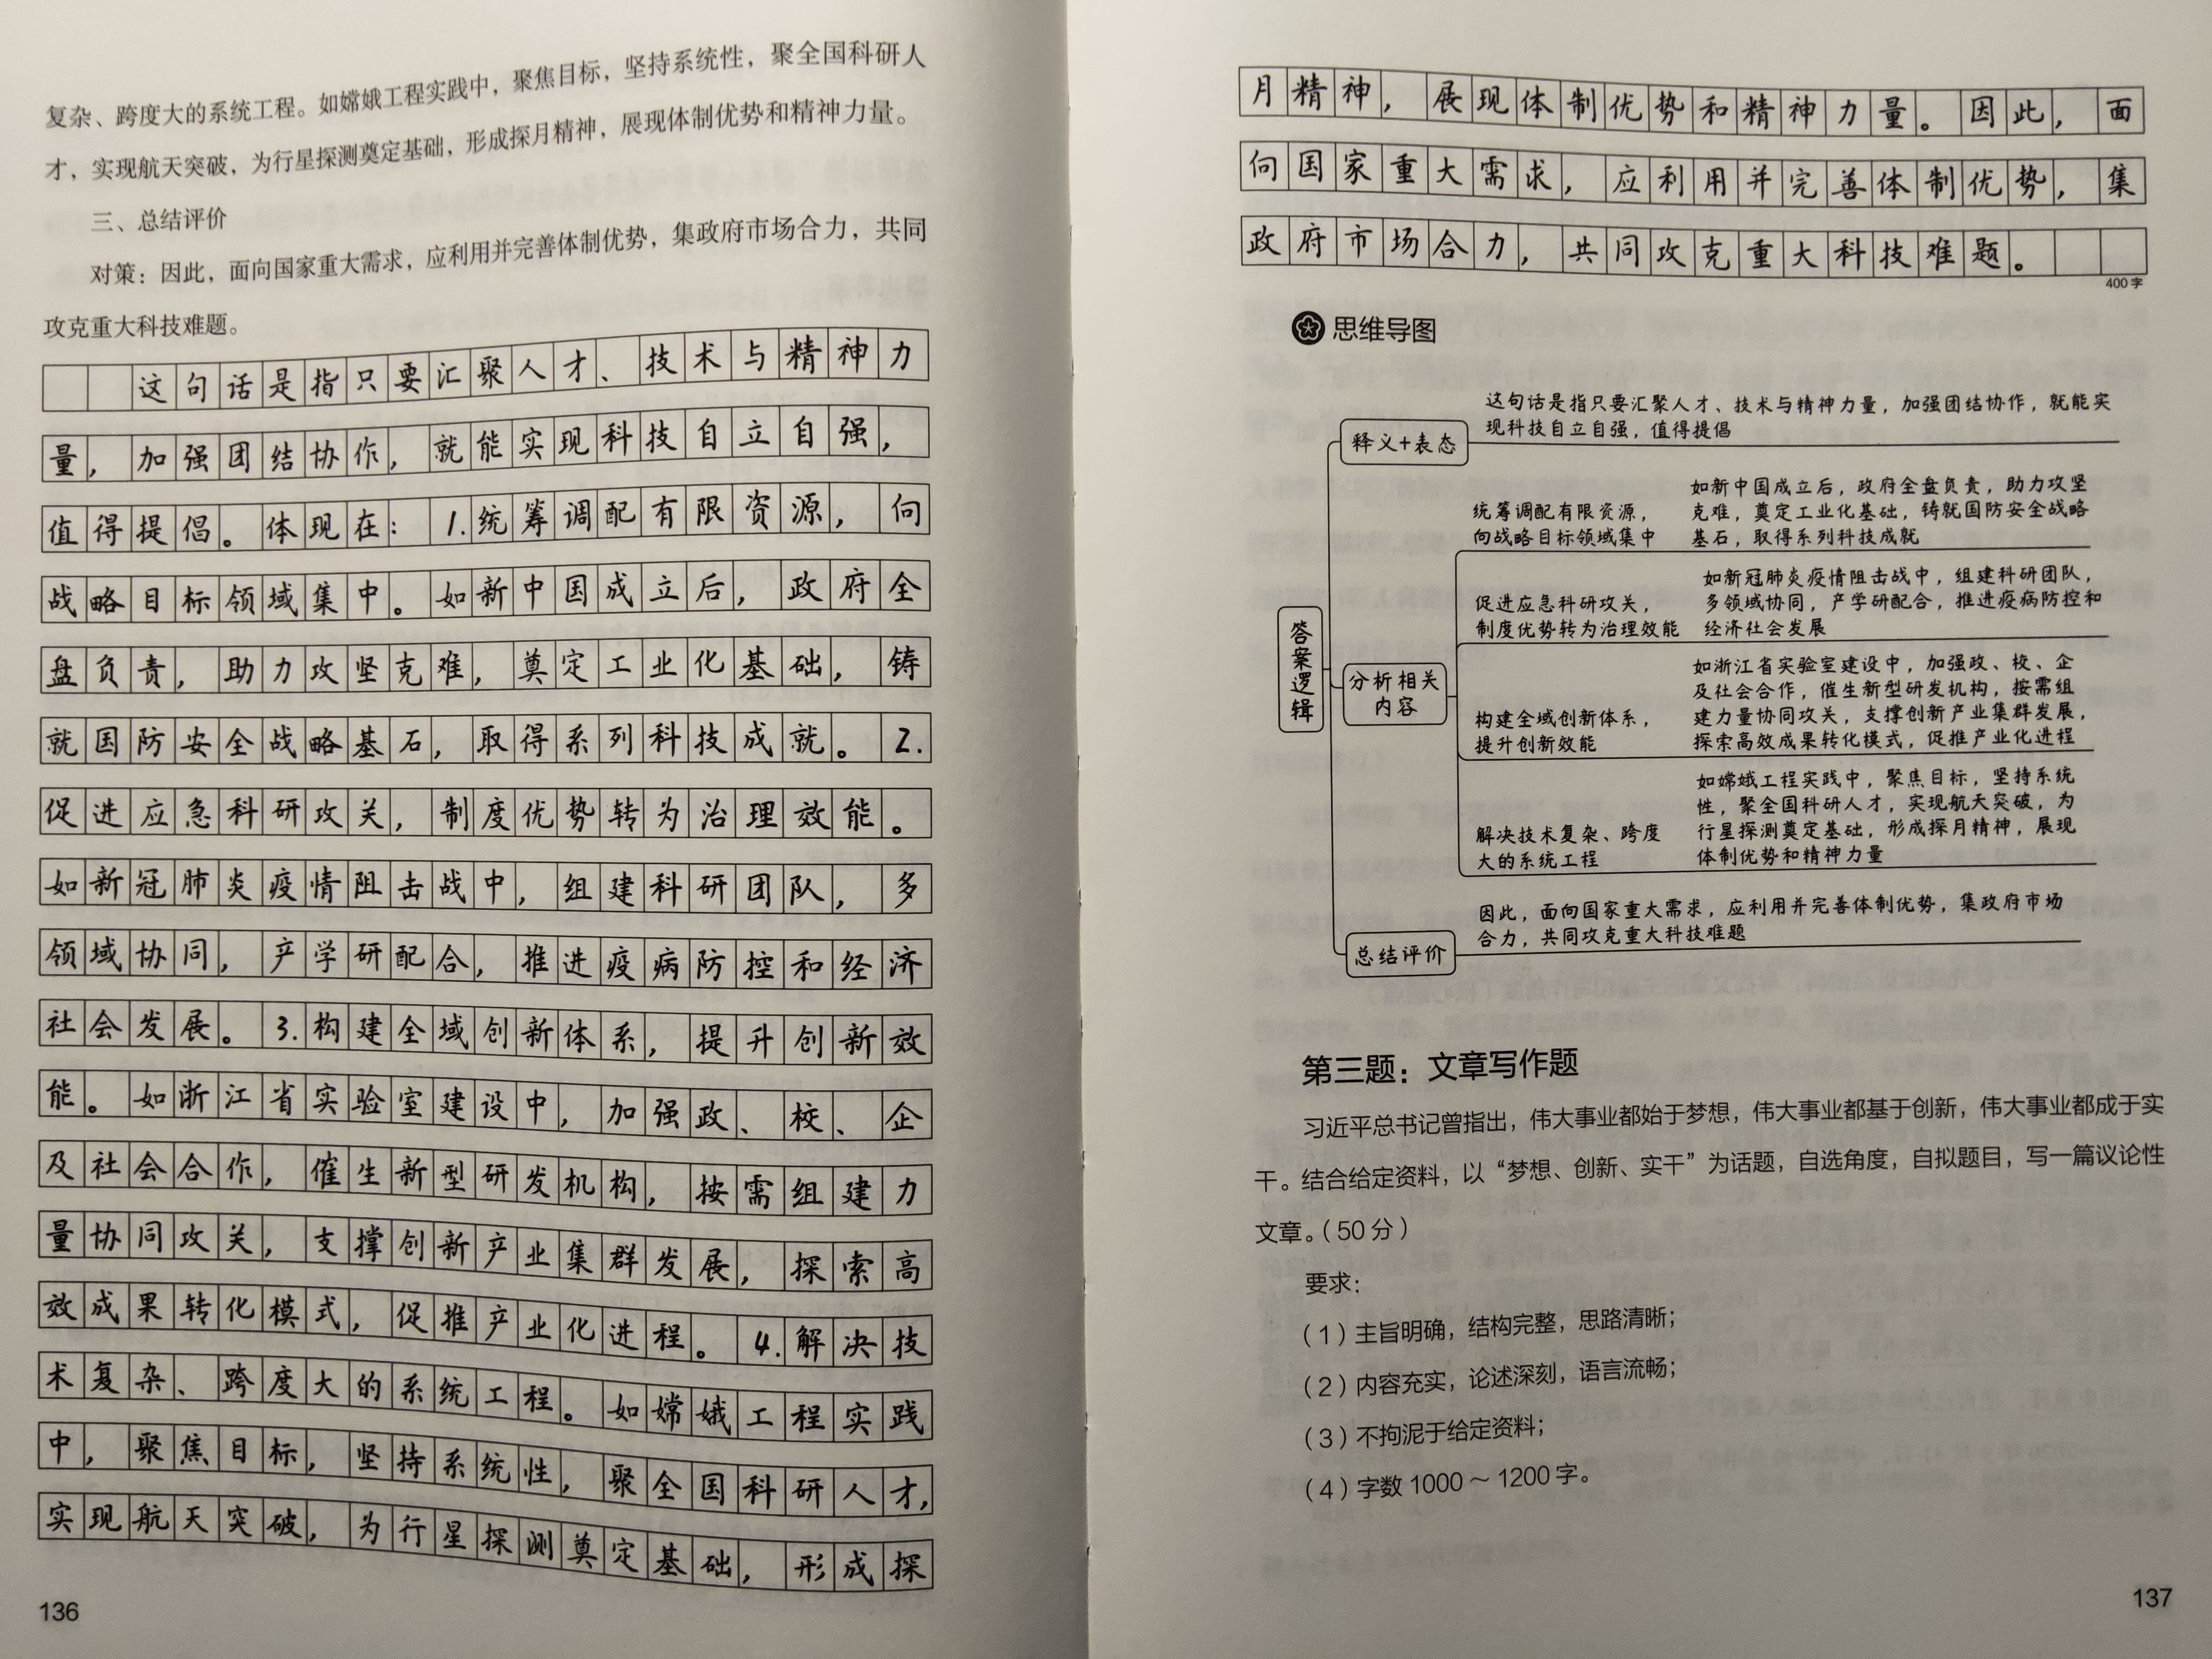 复杂、跨度大的系统工程。如嫦娥工程实践中，聚焦目标，坚持系统性，聚全国科研人
才，实现航天突破，为行星探测奠定基础，形成探月精神，展现体制优势和精神力量。
三、总结评价
对策：因此，面向国家重大需求，应利用并完善体制优势，集政府市场合力，共同
攻克重大科技难题。
这句话是指只要汇聚人才、技术与精神力
量，加强团结协作，就能实现科技自立自强，
值得提倡。体现在：1.统筹调配有限资源，向
战略目标领域集中。如新中国成立后，政府全
盘负责，助力攻坚克难，奠定工业化基础，铸
就国防安全战略基石，取得系列科技成就。2.
促进应急科研攻关，制度优势转为治理效能。
如新冠肺炎疫情阻击战中，组建科研团队，多
领域协同，产学研配合，推进疫病防控和经济
社会发展。3.构建全域创新体系，提升创新效
能。如浙江省实验室建设中，加强政、校、企
及社会合作，催生新型研发机构，按需组建力
量协同攻关，支撑创新产业集群发展，探索高
效成果转化模式，促推产业化进程。4.解决技
术复杂、跨度大的系统工程。如嫦娥工程实践
中，聚焦目标，坚持系统性，聚全国科研人才，
实现航天突破，为行星探测奠定基础，形成探
136
月精神，展现体制优势和精神力量。因此，面
向国家重大需求，应利用并完善体制优势，集
政府市场合力，共同攻克重大科技难题。
400字
思维导图
答案逻辑
释义+表态
这句话是指只要汇聚人才、技术与精神力量，加强团结协作，就能实
现科技自立自强，值得提倡
分析相关
内容
统筹调配有限资源，
向战略目标领域集中
如新中国成立后，政府全盘负责，助力攻坚
克难，奠定工业化基础，铸就国防安全战略
基石，取得系列科技成就
促进应急科研攻关，
制度优势转为治理效能
如新冠肺炎疫情阻击战中，组建科研团队，
多领域协同，产学研配合，推进疫病防控和
经济社会发展
构建全域创新体系，
提升创新效能
如浙江省实验室建设中，加强政、校、企
及社会合作，催生新型研发机构，按需组
建力量协同攻关，支撑创新产业集群发展，
探索高效成果转化模式，促推产业化进程
解决技术复杂、跨度
大的系统工程
如嫦娥工程实践中，聚焦目标，坚持系统
性，聚全国科研人才，实现航天突破，为
行星探测奠定基础，形成探月精神，展现
体制优势和精神力量
总结评价
因此，面向国家重大需求，应利用并完善体制优势，集政府市场
合力，共同攻克重大科技难题
第三题：文章写作题
习近平总书记曾指出，伟大事业都始于梦想，伟大事业都基于创新，伟大事业都成于实
干。结合给定资料，以“梦想、创新、实干”为话题，自选角度，自拟题目，写一篇议论性
文章。（50分）
要求：
（1）主旨明确，结构完整，思路清晰；
（2）内容充实，论述深刻，语言流畅；
（3）不拘泥于给定资料；
（4）字数1000～1200字。
137